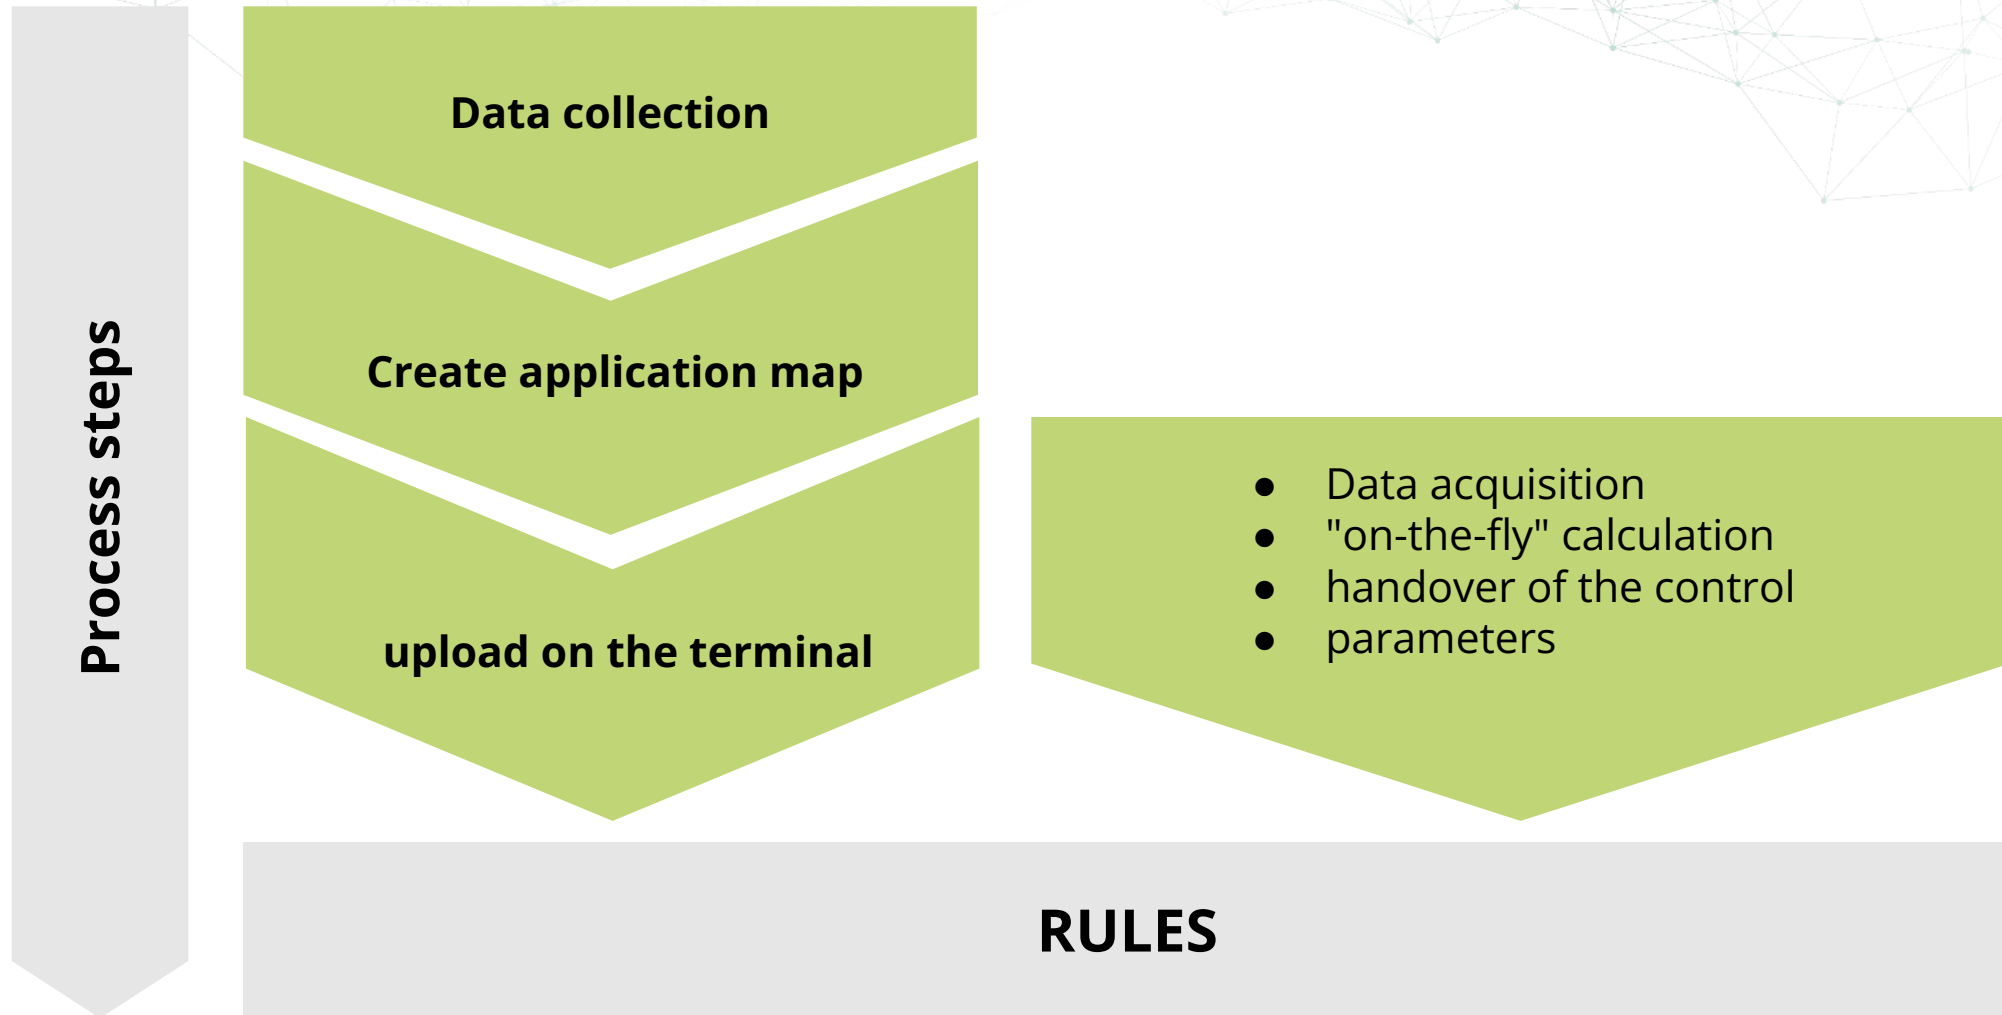 Process steps
Data collection
Create application map
upload on the terminal
● Data acquisition
● "on-the-fly" calculation
● handover of the control
● parameters
RULES